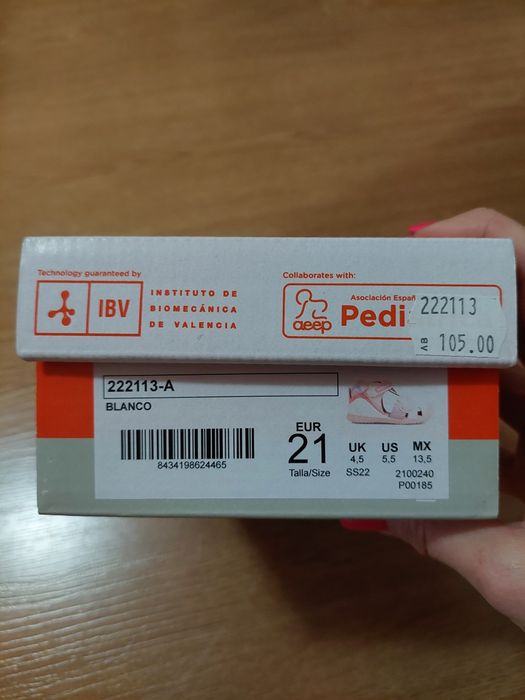 Technology guaranteed by
IBV
INSTITUTO DE
BIOMECÁNICA
DE VALENCIA
Collaborates with:
aeep
Asociación Españ
Pedi
222113
AB 105.00
222113-A
BLANCO
8434198624465
EUR
21
Talla/Size
UK US MX
4,5 5,5 13,5
SS22 2100240
P00185